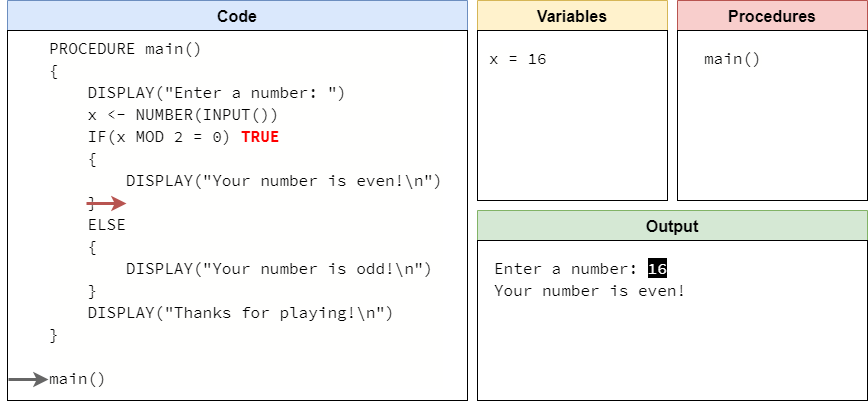 Code
PROCEDURE main()
{
DISPLAY("Enter a number: ")
x <- NUMBER(INPUT())
IF(x MOD 2 = 0) TRUE
{
DISPLAY("Your number is even!\n")
}
ELSE
{
DISPLAY("Your number is odd!\n")
}
DISPLAY("Thanks for playing!\n")
}
main()
Variables
x = 16
Procedures
main()
Output
Enter a number: 16
Your number is even!